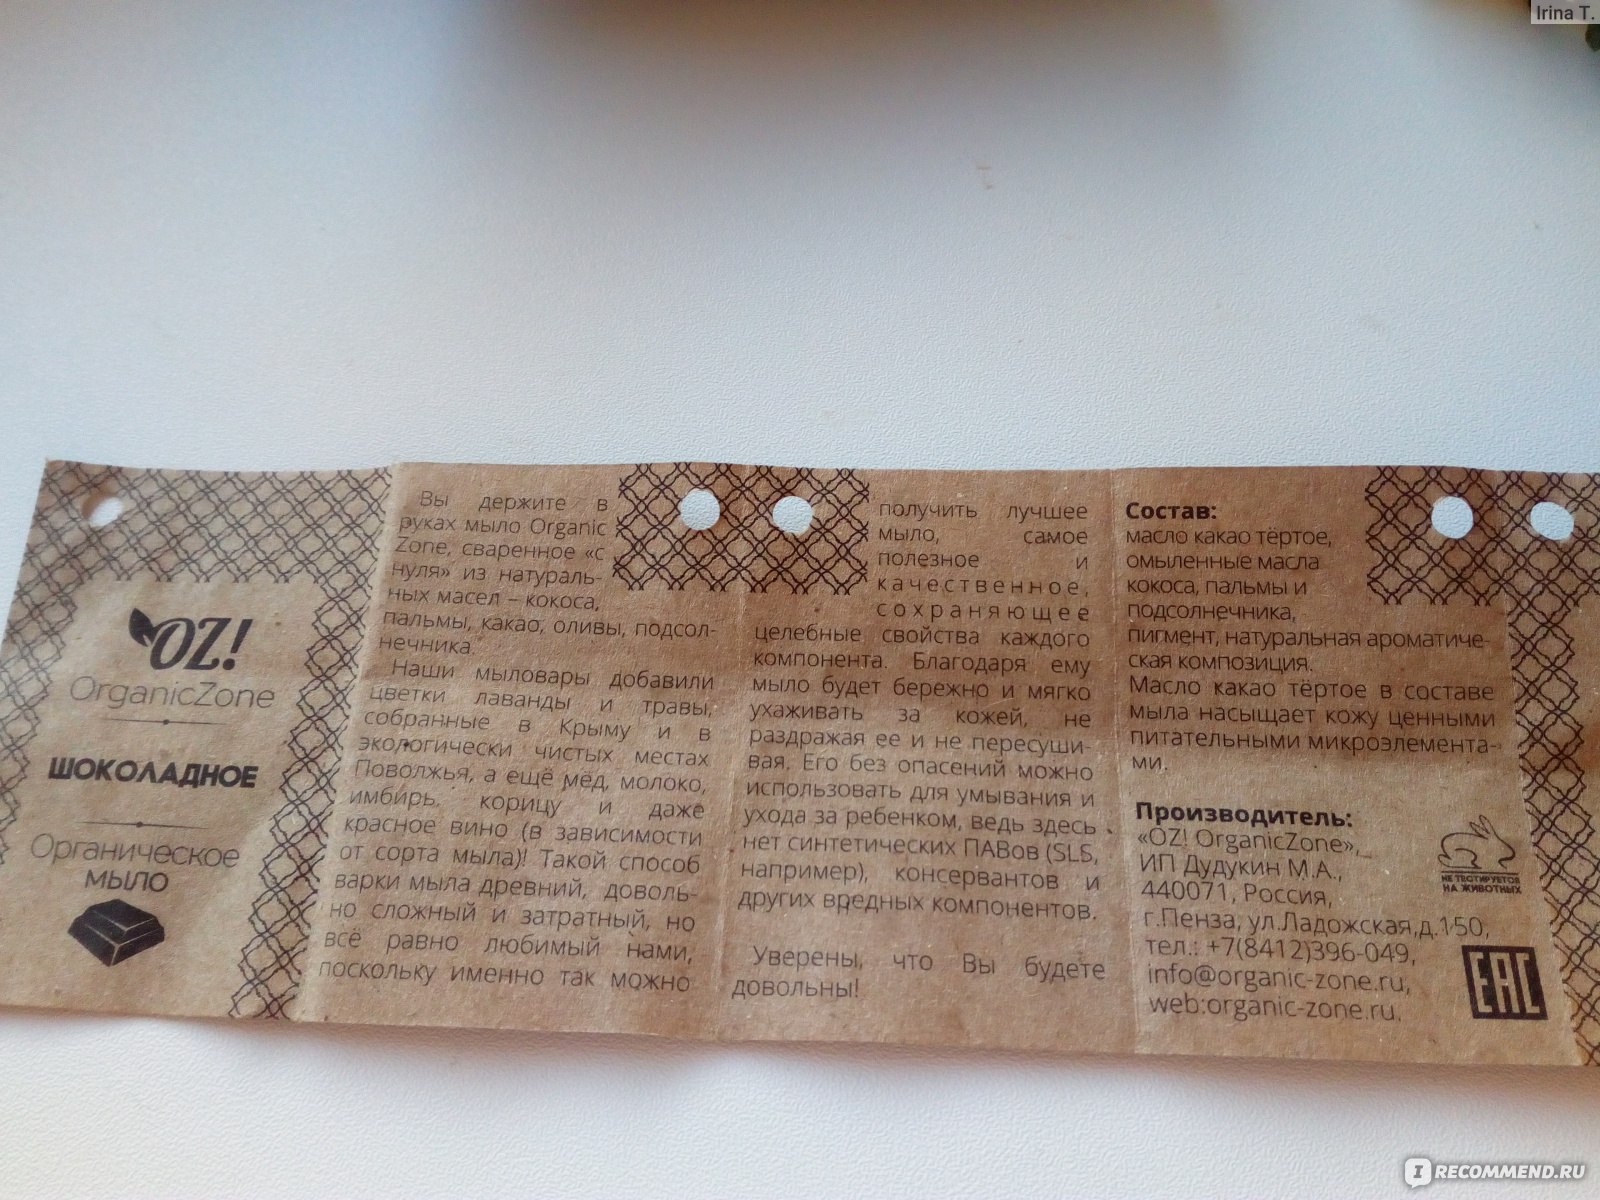 Irina T.
OZ!
OrganicZone
ШОКОЛАДНОЕ
Органическое
мыло
Вы держите в
руках мыло Organic
Zone, сваренное «с
нуля» из натураль-
ных масел – кокоса,
пальмы, какао, оливы, подсол-
нечника.
Наши мыловары добавили
цветки лаванды и травы,
собранные в Крыму и в
экологически чистых местах
Поволжья, а ещё мёд, молоко,
имбирь, корицу и даже
красное вино (в зависимости
от сорта мыла)! Такой способ
варки мыла древний, доволь-
но сложный и затратный, но
всё равно любимый нами,
поскольку именно так можно
получить лучшее
мыло, самое
полезное и
качественное,
сохраняющее
целебные свойства каждого
компонента. Благодаря ему
мыло будет бережно и мягко
ухаживать за кожей, не
раздражая ее и не пересуши-
вая. Его без опасений можно
использовать для умывания и
ухода за ребенком, ведь здесь
нет синтетических ПАВов (SLS,
например), консервантов и
других вредных компонентов.
Уверены, что Вы будете
довольны!
Состав:
масло какао тёртое,
омыленные масла
кокоса, пальмы и
подсолнечника,
пигмент, натуральная ароматиче-
ская композиция.
Масло какао тёртое в составе
мыла насыщает кожу ценными
питательными микроэлемента-
ми.
Производитель:
«OZ! OrganicZone»,
ИП Дудукин М.А.,
440071, Россия,
г.Пенза, ул.Ладожская,д.150,
тел.: +7(8412)396-049,
info@organic-zone.ru,
web:organic-zone.ru.
НЕ ТЕСТИРУЕТСЯ
НА ЖИВОТНЫХ
EAC
IRECOMMEND.RU